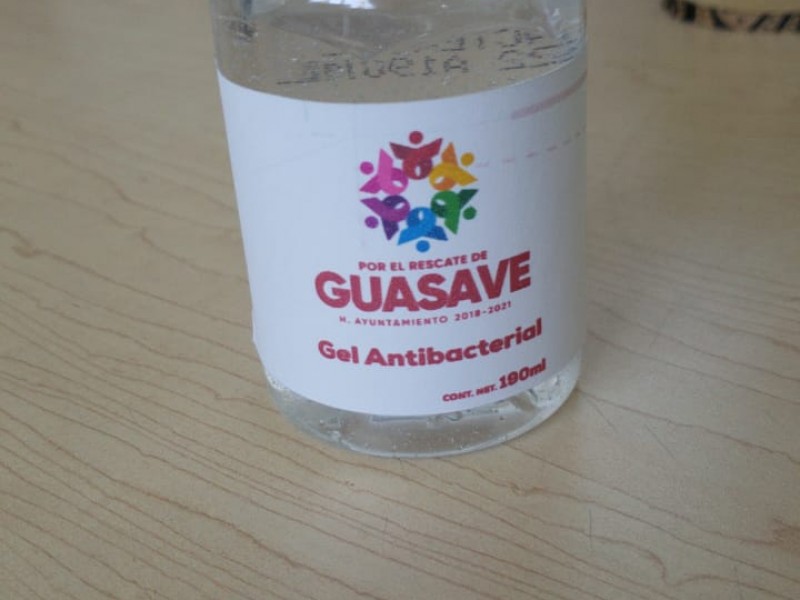 POR EL RESCATE DE
GUASAVE
H. AYUNTAMIENTO 2018-2021
Gel Antibacterial
CONT. NET. 190ml